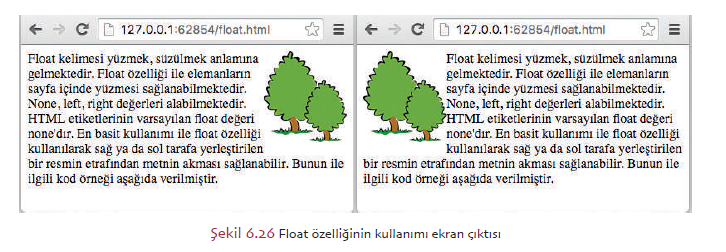 127.0.0.1:62854/float.html
Float kelimesi yüzmek, süzülmek anlamına
gelmektedir. Float özelliği ile elemanların
sayfa içinde yüzmesi sağlanabilmektedir.
None, left, right değerleri alabilmektedir.
HTML etiketlerinin varsayılan float değeri
none'dır. En basit kullanımı ile float özelliği
kullanılarak sağ ya da sol tarafa yerleştirilen
bir resmin etrafından metnin akması sağlanabilir. Bunun ile
ilgili kod örneği aşağıda verilmiştir.
127.0.0.1:62854/float.html
Float kelimesi yüzmek, süzülmek anlamına
gelmektedir. Float özelliği ile elemanların
sayfa içinde yüzmesi sağlanabilmektedir.
None, left, right değerleri alabilmektedir.
HTML etiketlerinin varsayılan float değeri
none'dır. En basit kullanımı ile float özelliği
kullanılarak sağ ya da sol tarafa yerleştirilen
bir resmin etrafından metnin akması sağlanabilir. Bunun ile
ilgili kod örneği aşağıda verilmiştir.
Şekil 6.26 Float özelliğinin kullanımı ekran çıktısı